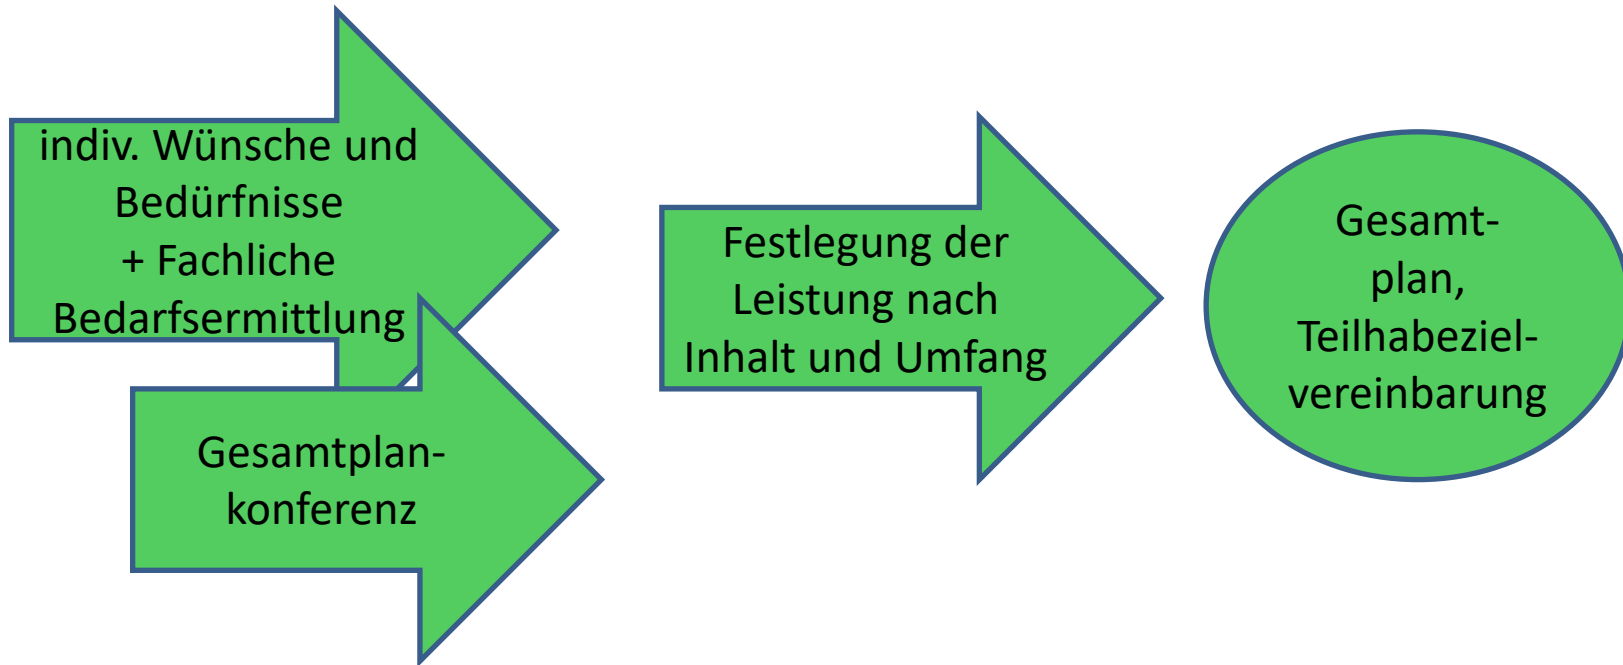 indiv. Wünsche und
Bedürfnisse
+ Fachliche
Bedarfsermittlung
Gesamtplan-
konferenz
Festlegung der
Leistung nach
Inhalt und Umfang
Gesamt-
plan,
Teilhabeziel-
vereinbarung